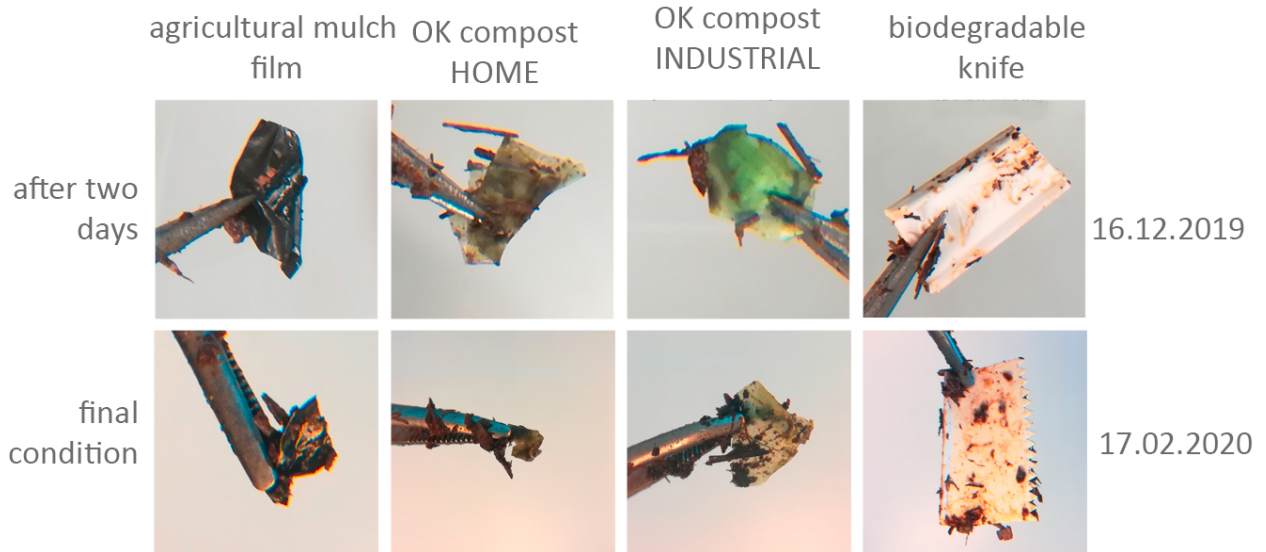 agricultural mulch
film
OK compost
HOME
OK compost
INDUSTRIAL
biodegradable
knife
after two
days
16.12.2019
final
condition
17.02.2020